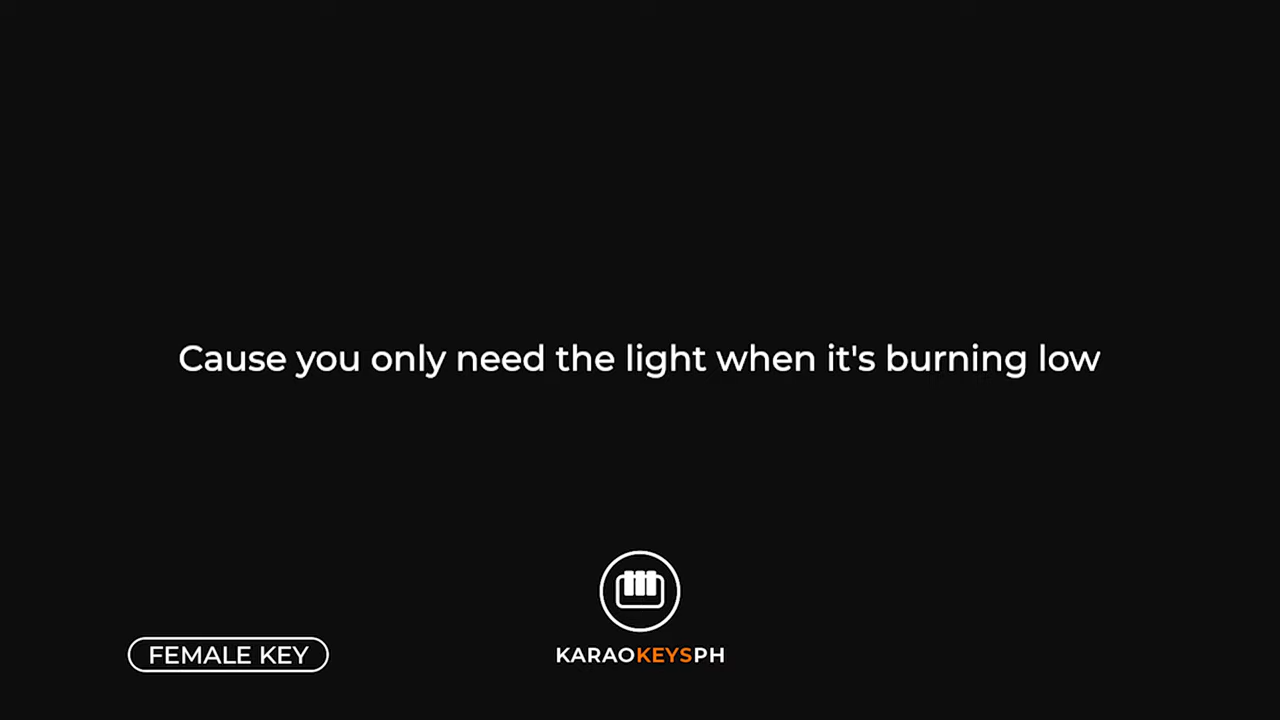 Cause you only need the light when it's burning low
FEMALE KEY
KARAOKEYSPH